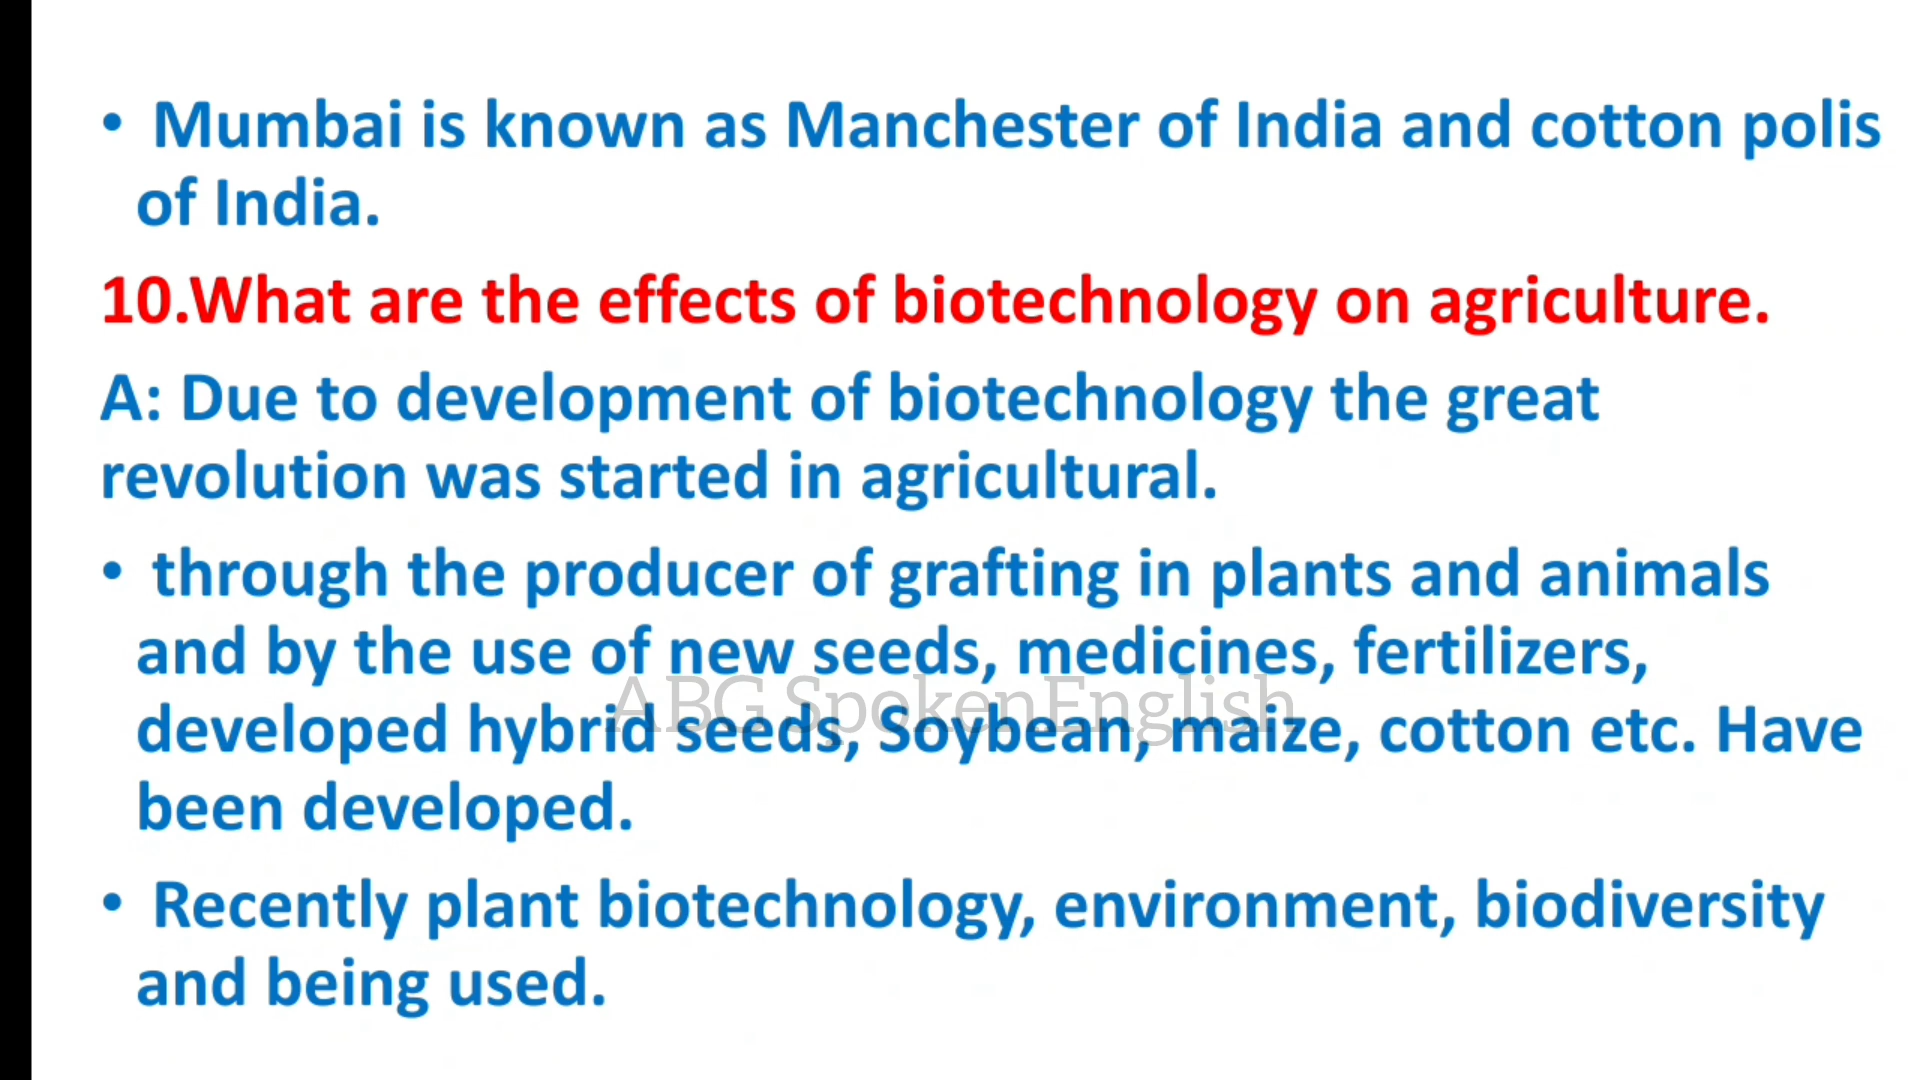 • Mumbai is known as Manchester of India and cotton polis
of India.
10.What are the effects of biotechnology on agriculture.
A: Due to development of biotechnology the great
revolution was started in agricultural.
• through the producer of grafting in plants and animals
and by the use of new seeds, medicines, fertilizers,
ABG SpokenEnglish
developed hybrid seeds, Soybean, maize, cotton etc. Have
been developed.
• Recently plant biotechnology, environment, biodiversity
and being used.